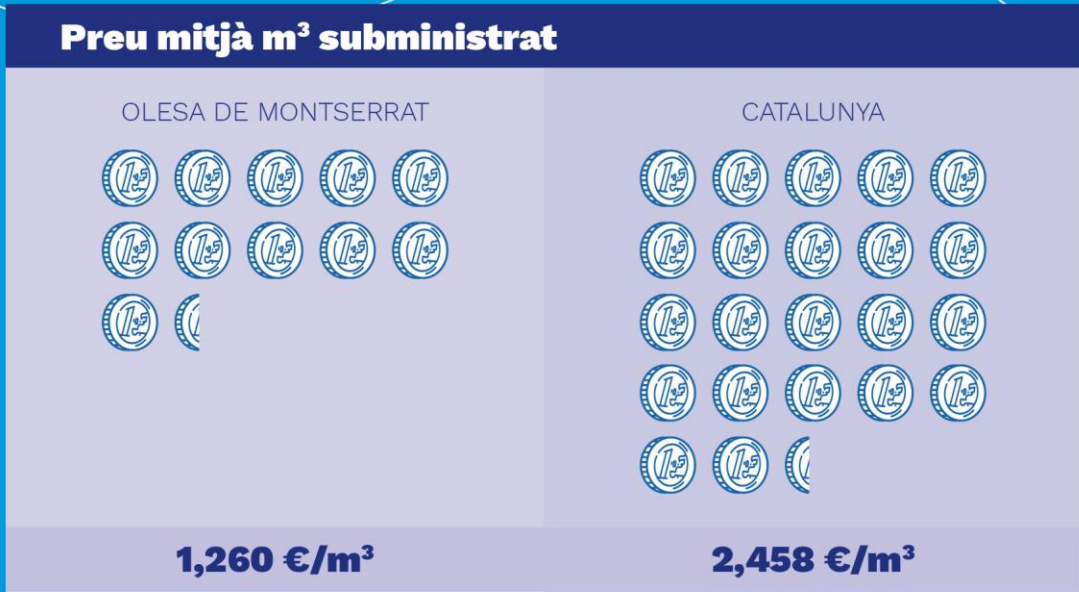 Preu mitjà m³ subministrat
OLESA DE MONTSERRAT
CATALUNYA
1,260 €/m³
2,458 €/m³